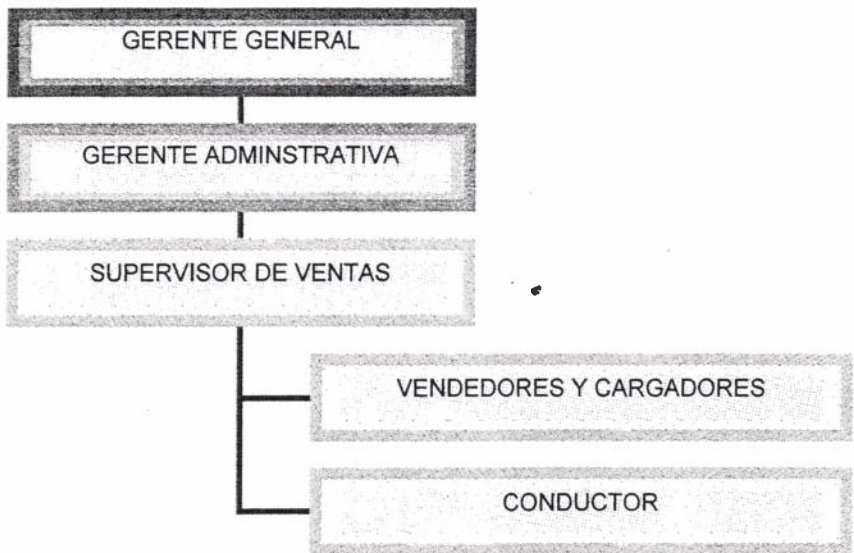 GERENTE GENERAL
GERENTE ADMINSTRATIVA
SUPERVISOR DE VENTAS
VENDEDORES Y CARGADORES
CONDUCTOR